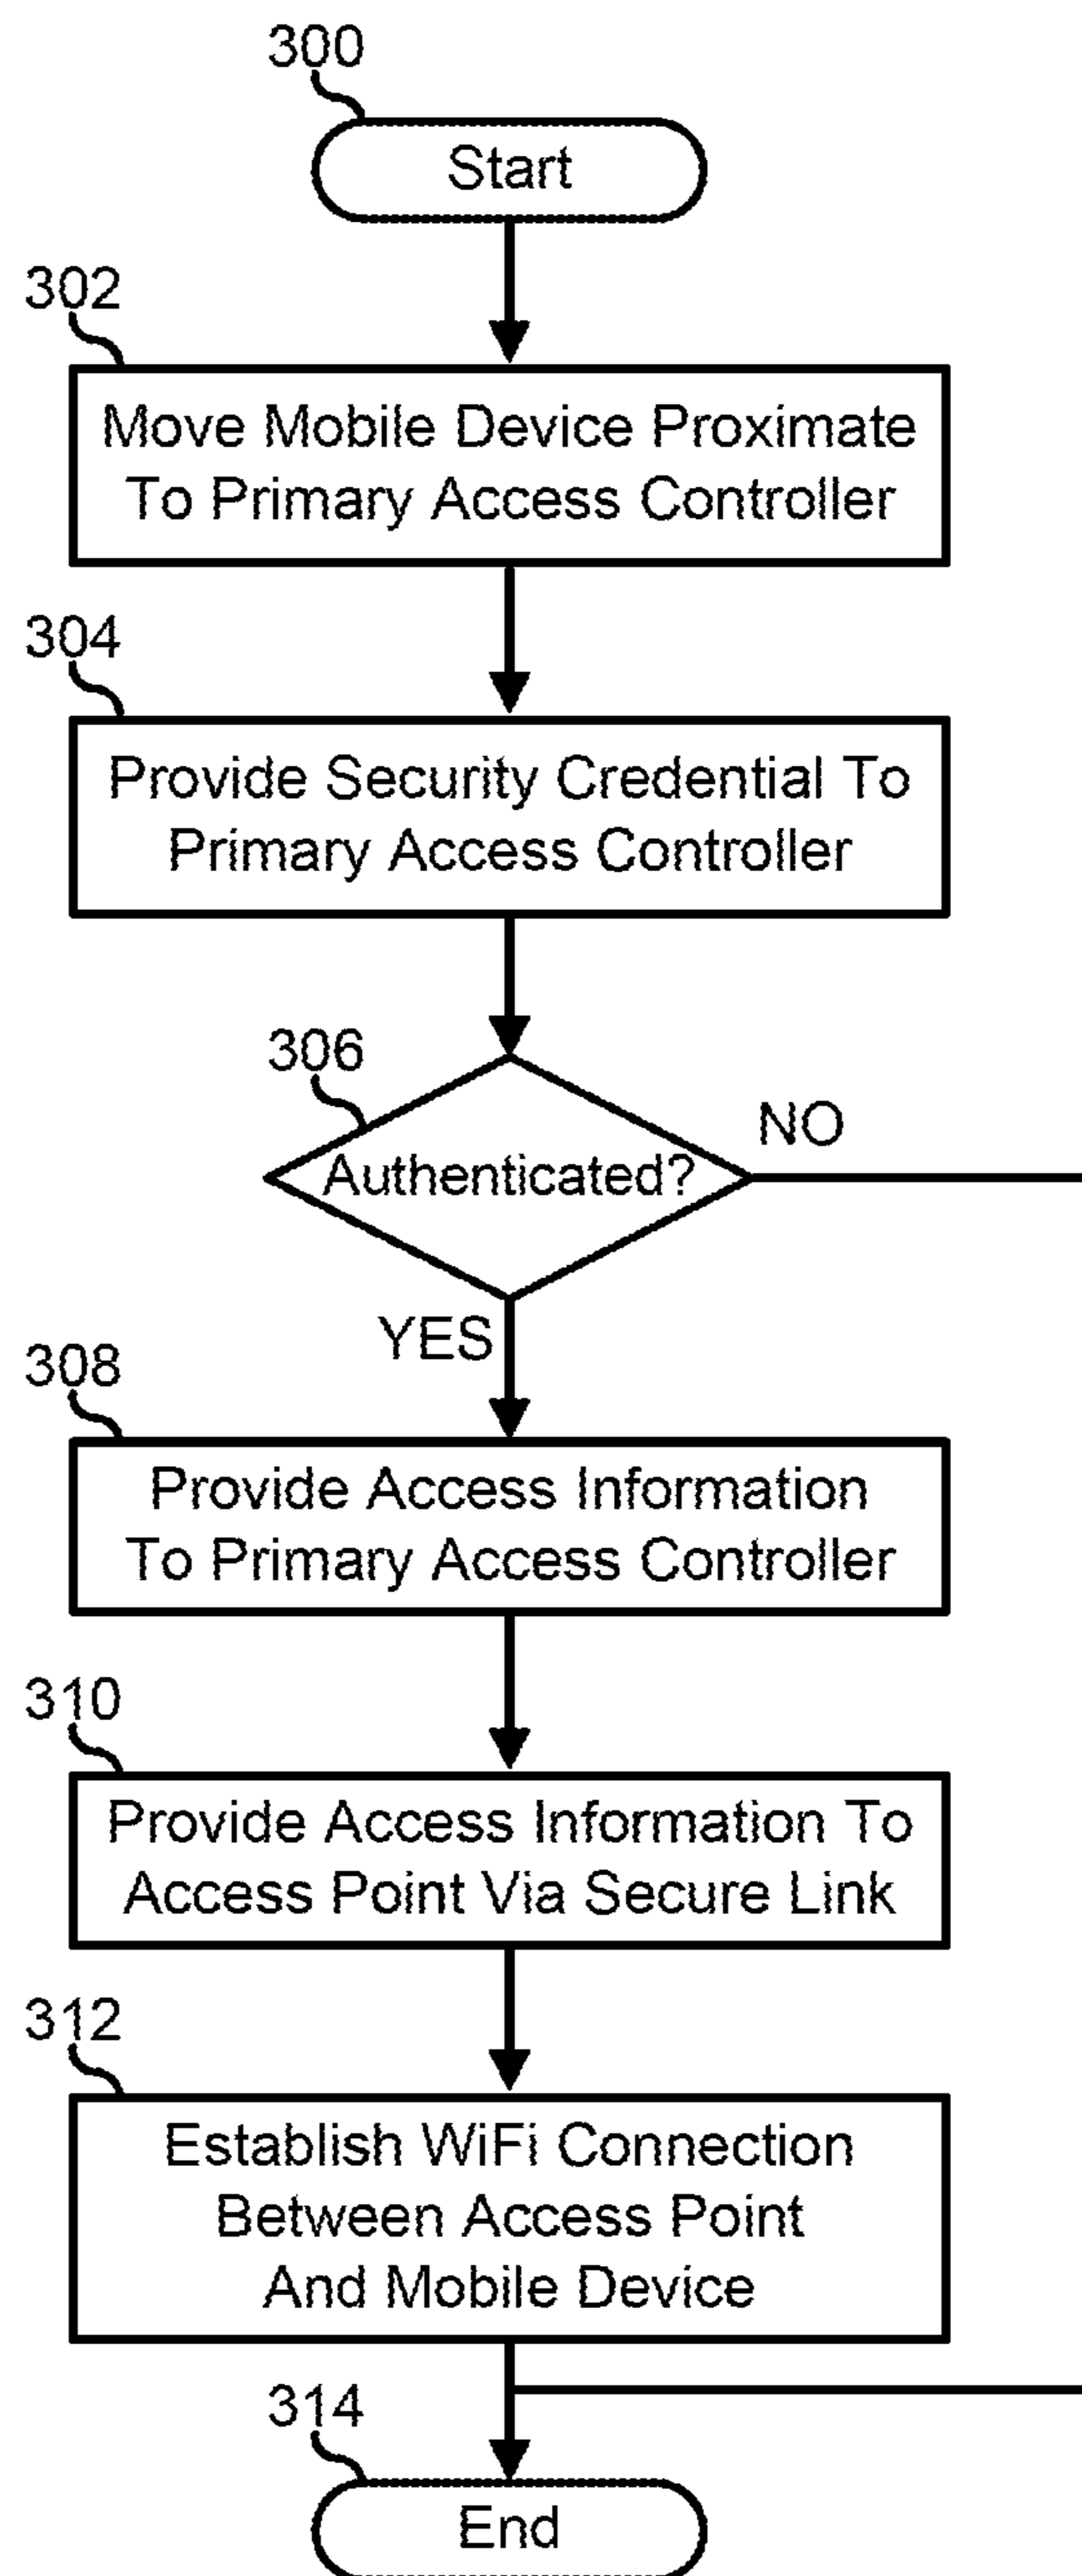 300
Start
302
Move Mobile Device Proximate
To Primary Access Controller
304
Provide Security Credential To
Primary Access Controller
306
Authenticated?
NO
YES
308
Provide Access Information
To Primary Access Controller
310
Provide Access Information To
Access Point Via Secure Link
312
Establish WiFi Connection
Between Access Point
And Mobile Device
314
End